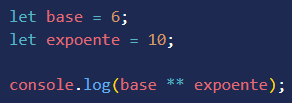 let base = 6;
let expoente = 10;
console.log(base ** expoente);